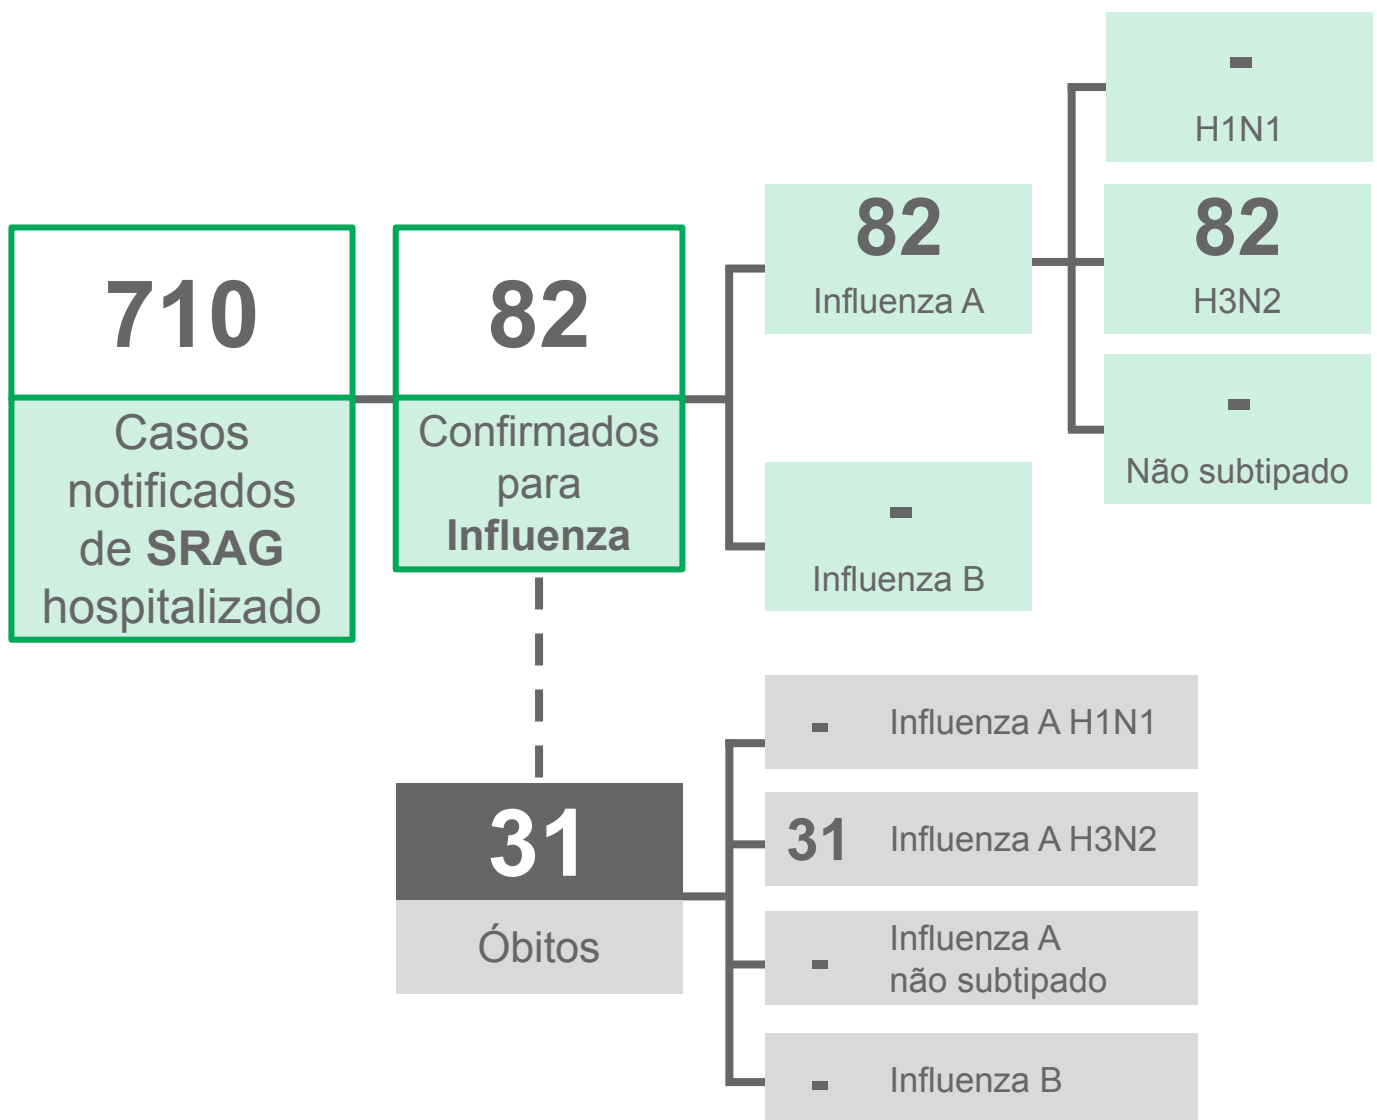 710
Casos
notificados
de SRAG
hospitalizado
82
Confirmados
para
Influenza
82
Influenza A
-
Influenza B
-
H1N1
82
H3N2
-
Não subtipado
31
Óbitos
- Influenza A H1N1
31 Influenza A H3N2
- Influenza A
não subtipado
- Influenza B